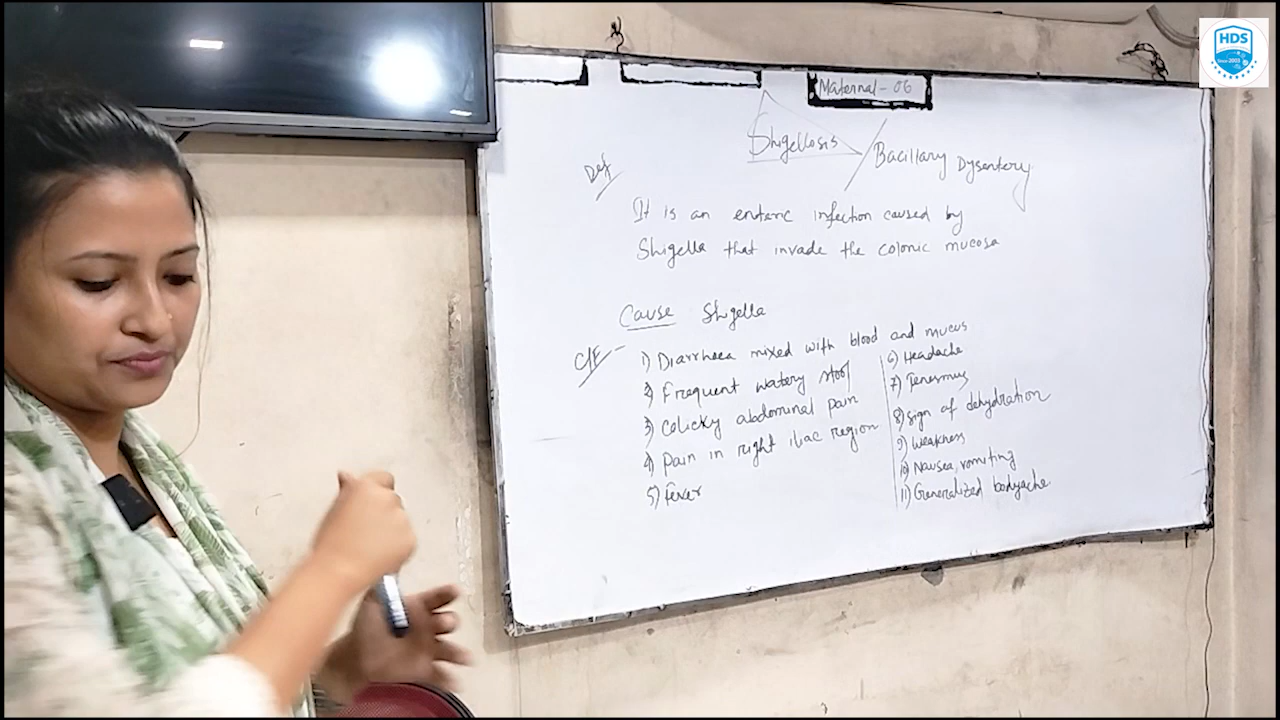 HDS
Since-2003
Maternal - 06
Shigellosis / Bacillary Dysentery
Def
It is an enteric infection caused by
Shigella that invade the colonic mucosa
Cause Shigella
C/F -
1) Diarrhoea mixed with blood and mucus
2) Frequent watery stool
3) Colicky abdominal pain
4) Pain in right iliac region
5) Fever
6) Headache
7) Tenesmus
8) Sign of dehydration
9) Weakness
10) Nausea, vomiting
11) Generalized bodyache